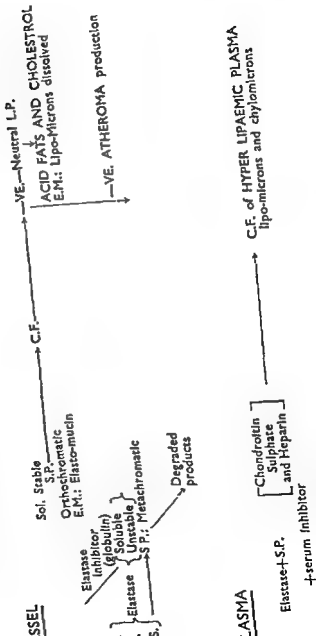 SSEL
Sol. Stable
S.P.
Orthochromatic
E.M.: Elasto-mucin
C.F.
—VE.—Neutral L.P.
ACID FATS AND CHOLESTROL
E.M.: Lipo-Microns dissolved
—VE. ATHEROMA production
Elastase
Inhibitor
(globulin)
Elastase
Soluble
Unstable
S P.: Metachromatic
Degraded
products
S.
LASMA
Elastase+S.P.
+serum Inhibitor
Chondroitin
Sulphate
and Heparin
C.F. of HYPER LIPAEMIC PLASMA
lipo-microns and chylomicrons